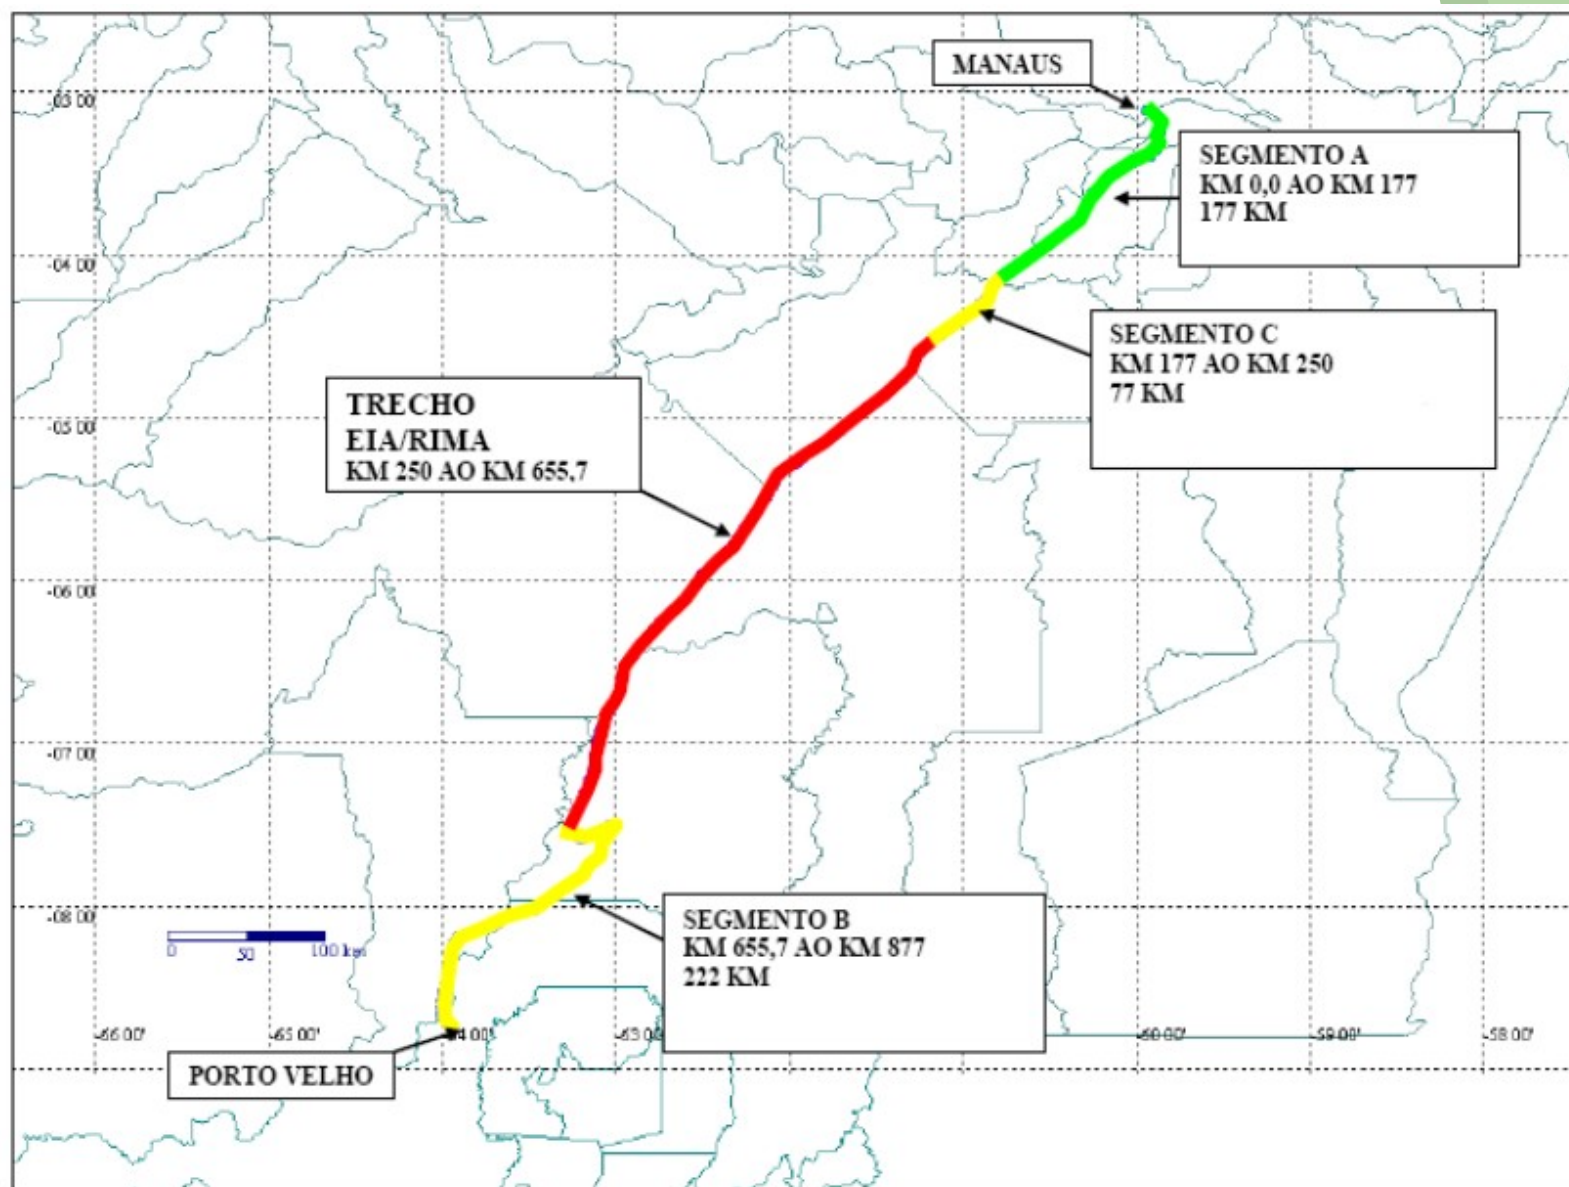 MANAUS
-03 00'
SEGMENTO A
KM 0,0 AO KM 177
177 KM
-04 00'
SEGMENTO C
KM 177 AO KM 250
77 KM
TRECHO
EIA/RIMA
KM 250 AO KM 655,7
-05 00'
-06 00'
-07 00'
-08 00'
SEGMENTO B
KM 655,7 AO KM 877
222 KM
0 50 100 km
-66 00' -65 00' -60 00' -59 00' -58 00'
PORTO VELHO